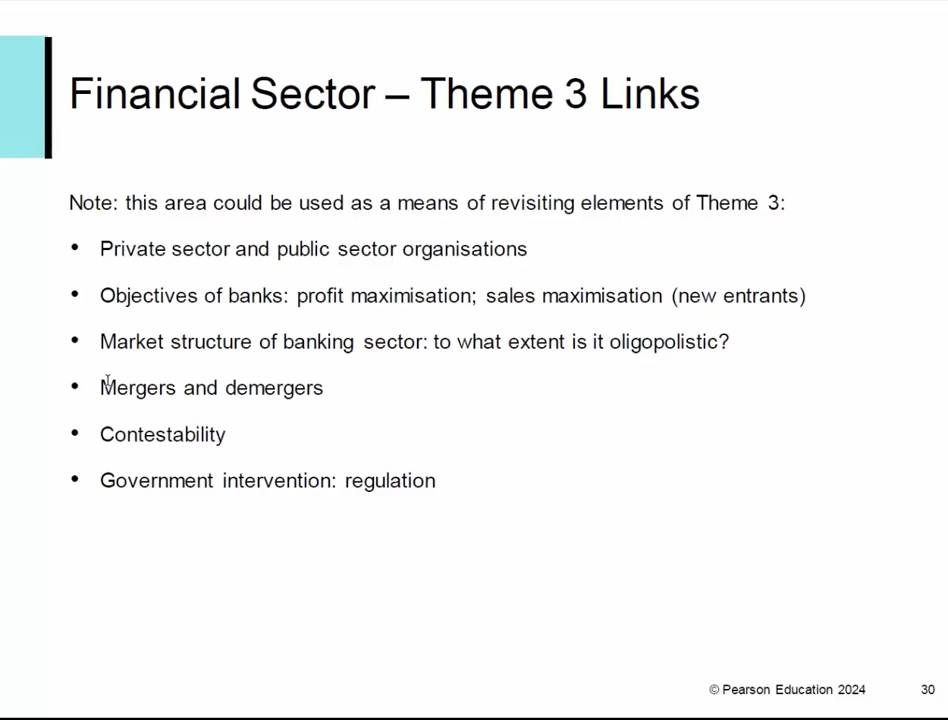 Financial Sector – Theme 3 Links
Note: this area could be used as a means of revisiting elements of Theme 3:
• Private sector and public sector organisations
• Objectives of banks: profit maximisation; sales maximisation (new entrants)
• Market structure of banking sector: to what extent is it oligopolistic?
• Mergers and demergers
• Contestability
• Government intervention: regulation
© Pearson Education 2024
30